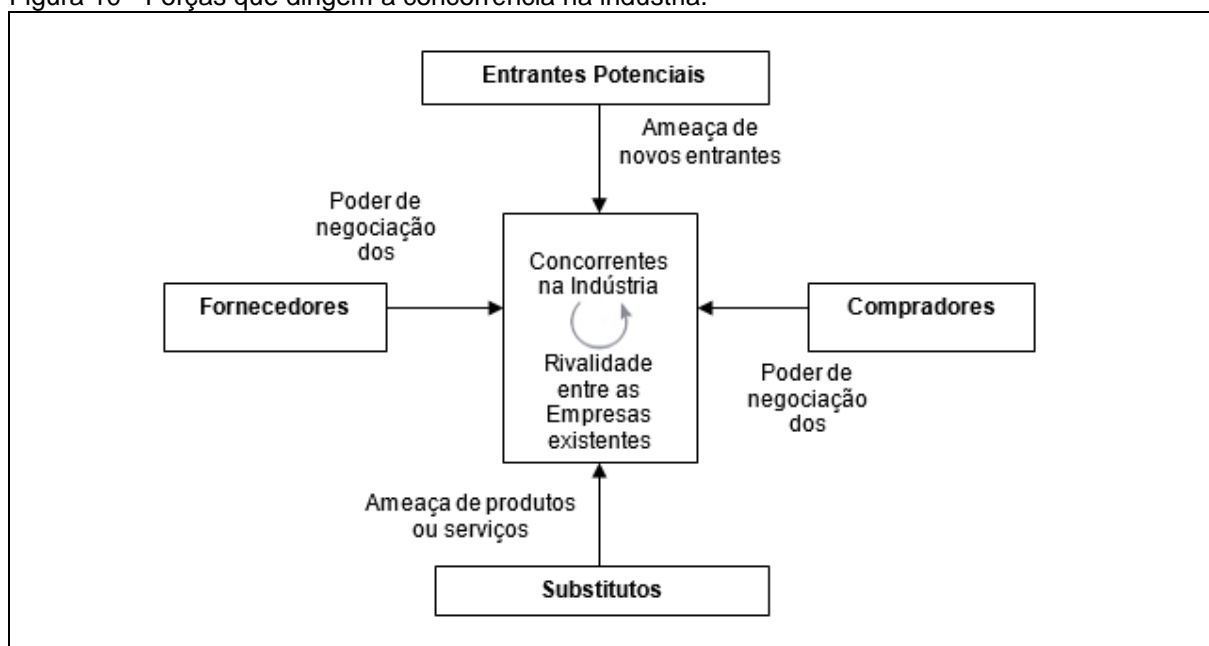 Figura 10 - Forças que dirigem a concorrência na indústria.
Entrantes Potenciais
Ameaça de
novos entrantes
Poder de
negociação
dos
Fornecedores
Concorrentes
na Indústria
Rivalidade
entre as
Empresas
existentes
Compradores
Poder de
negociação
dos
Ameaça de produtos
ou serviços
Substitutos